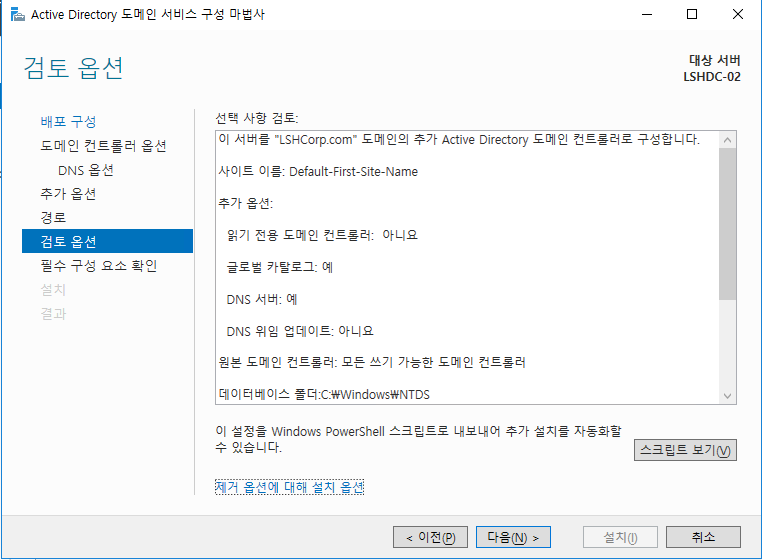 Active Directory 도메인 서비스 구성 마법사
검토 옵션
대상 서버
LSHDC-02
배포 구성
도메인 컨트롤러 옵션
DNS 옵션
추가 옵션
경로
검토 옵션
필수 구성 요소 확인
설치
결과
선택 사항 검토:
이 서버를 "LSHCorp.com" 도메인의 추가 Active Directory 도메인 컨트롤러로 구성합니다.
사이트 이름: Default-First-Site-Name
추가 옵션:
읽기 전용 도메인 컨트롤러: 아니요
글로벌 카탈로그: 예
DNS 서버: 예
DNS 위임 업데이트: 아니요
원본 도메인 컨트롤러: 모든 쓰기 가능한 도메인 컨트롤러
데이터베이스 폴더:C:₩Windows₩NTDS
이 설정을 Windows PowerShell 스크립트로 내보내어 추가 설치를 자동화할
수 있습니다.
스크립트 보기(V)
제거 옵션에 대해 설치 옵션
< 이전(P)
다음(N) >
설치(I)
취소